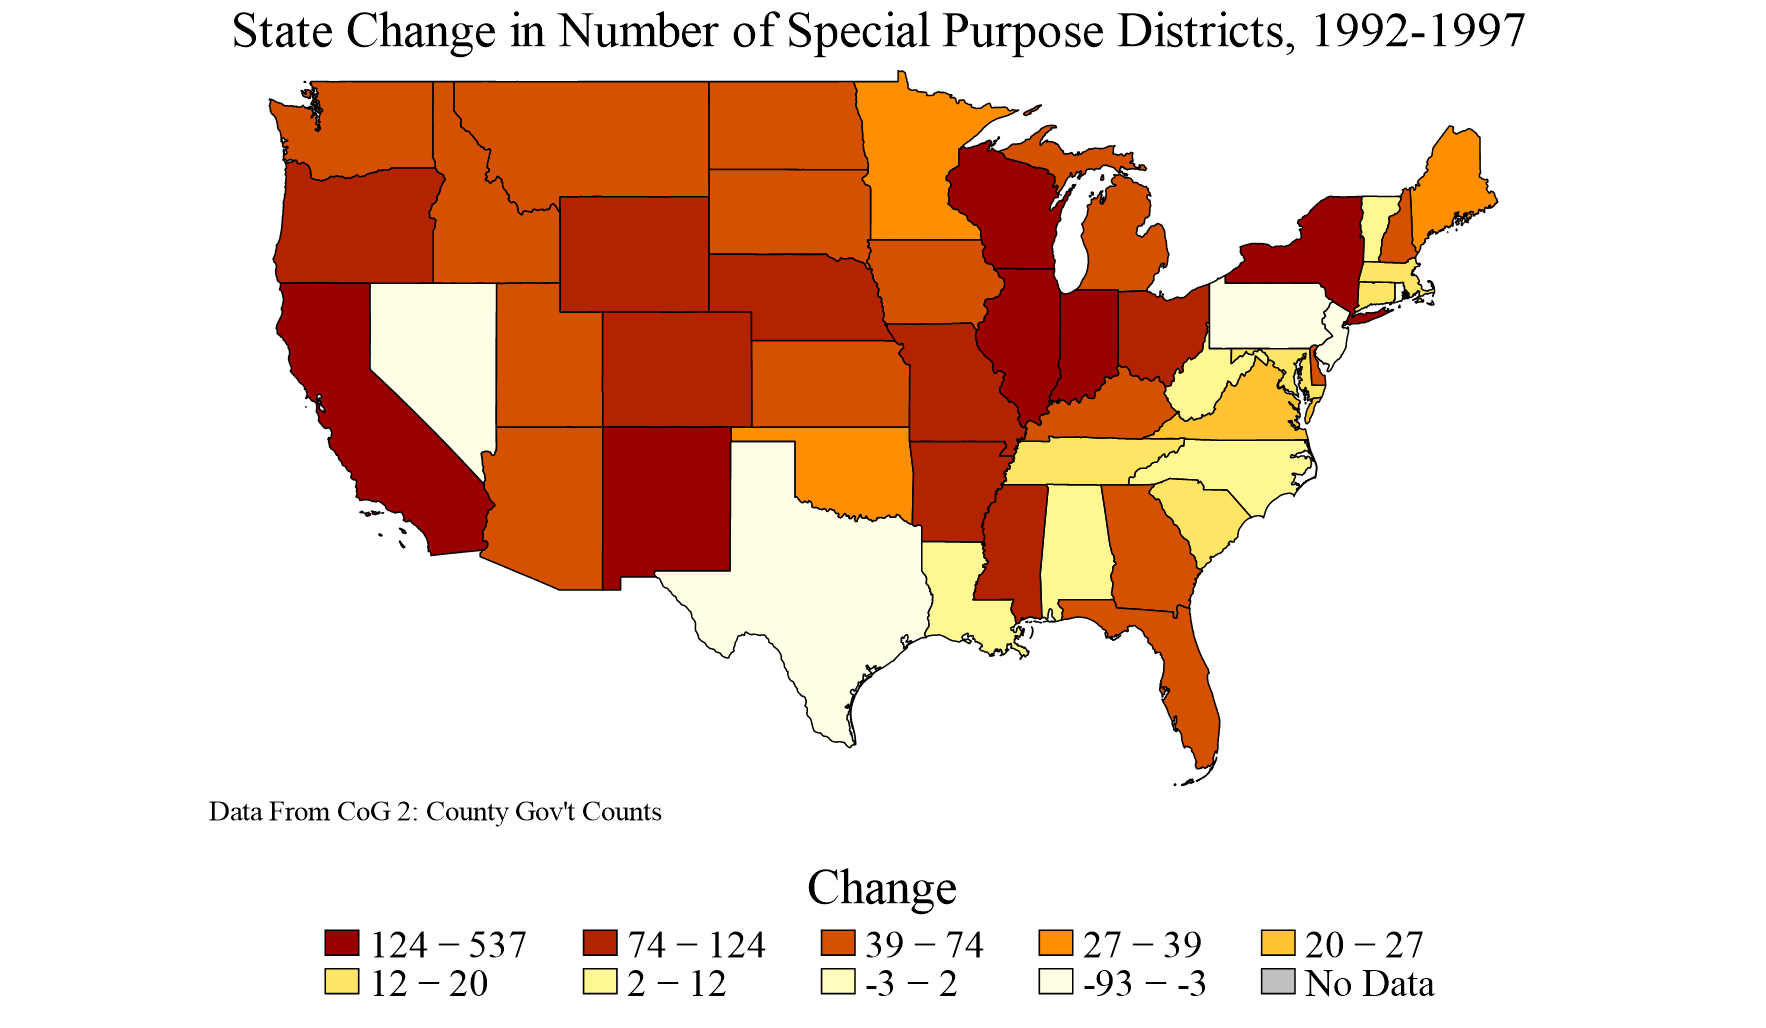 State Change in Number of Special Purpose Districts, 1992-1997
Data From CoG 2: County Gov't Counts
Change
124 − 537 74 − 124 39 − 74 27 − 39 20 − 27
12 − 20 2 − 12 -3 − 2 -93 − -3 No Data